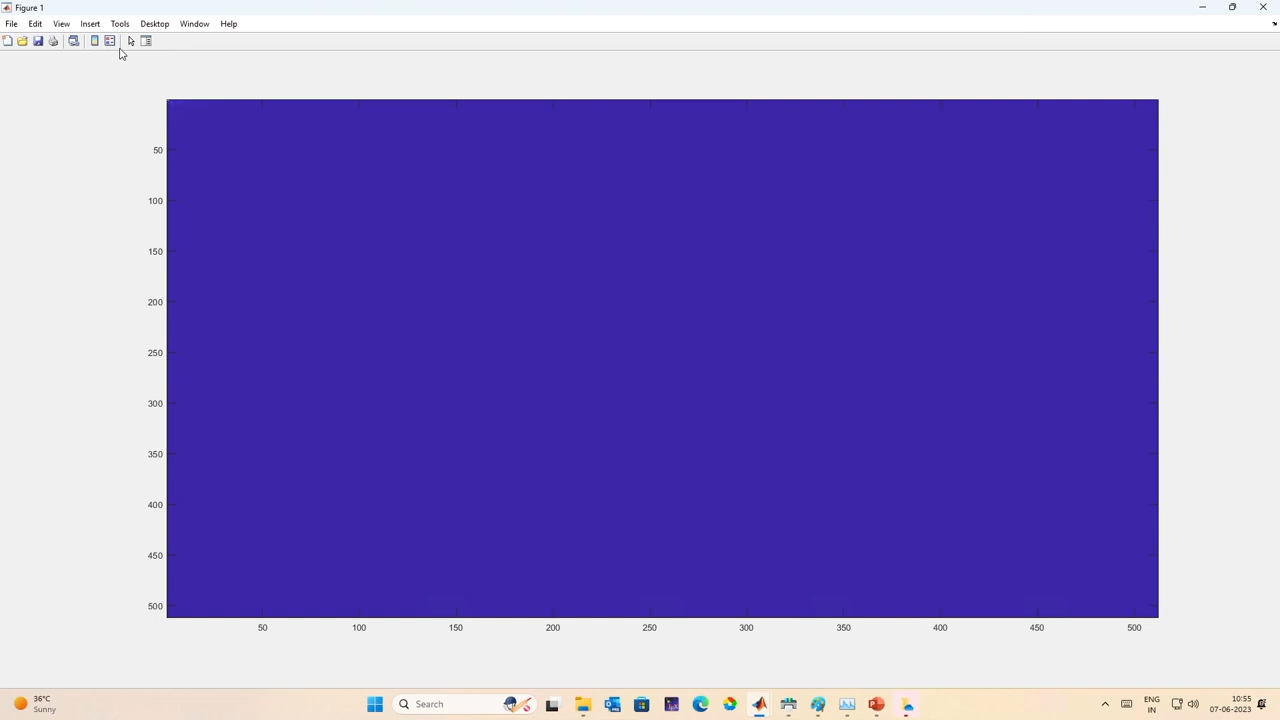 Figure 1
File Edit View Insert Tools Desktop Window Help
50
100
150
200
250
300
350
400
450
500
50 100 150 200 250 300 350 400 450 500
36°C
Sunny
Search
ENG
IN
10:55
07-06-2023